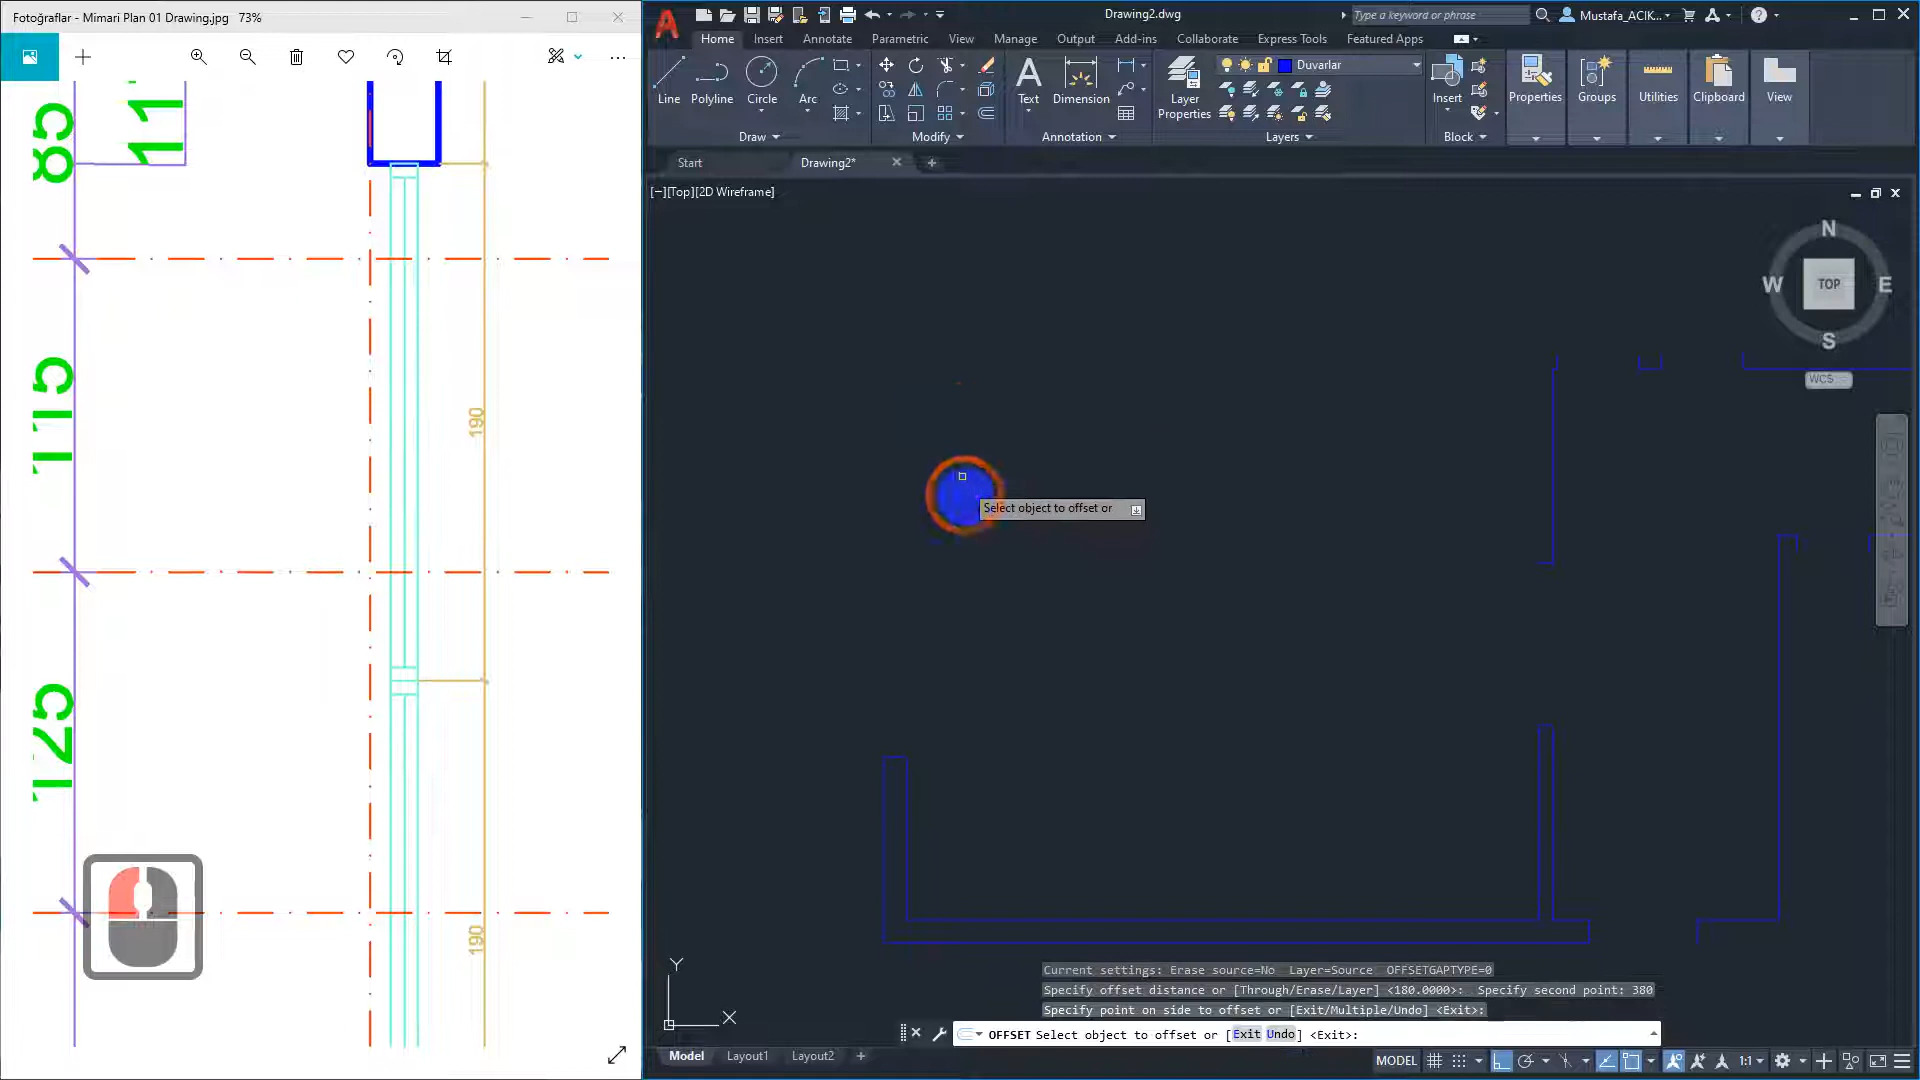 Fotoğraflar - Mimari Plan 01 Drawing.jpg   73%
Drawing2.dwg
Type a keyword or phrase
Mustafa_ACIK...
Home
Insert
Annotate
Parametric
View
Manage
Output
Add-ins
Collaborate
Express Tools
Featured Apps
Duvarlar
Line
Polyline
Circle
Arc
Text
Dimension
Layer
Properties
Insert
Properties
Groups
Utilities
Clipboard
View
Draw
Modify
Annotation
Layers
Block
Start
Drawing2*
[−][Top][2D Wireframe]
N
W
TOP
E
S
WCS
190
115
125
190
Select object to offset or
Y
X
Current settings: Erase source=No  Layer=Source  OFFSETGAPTYPE=0
Specify offset distance or [Through/Erase/Layer] <180.0000>:  Specify second point: 380
Specify point on side to offset or [Exit/Multiple/Undo] <Exit>:
OFFSET Select object to offset or [Exit Undo] <Exit>:
Model
Layout1
Layout2
MODEL
1:1